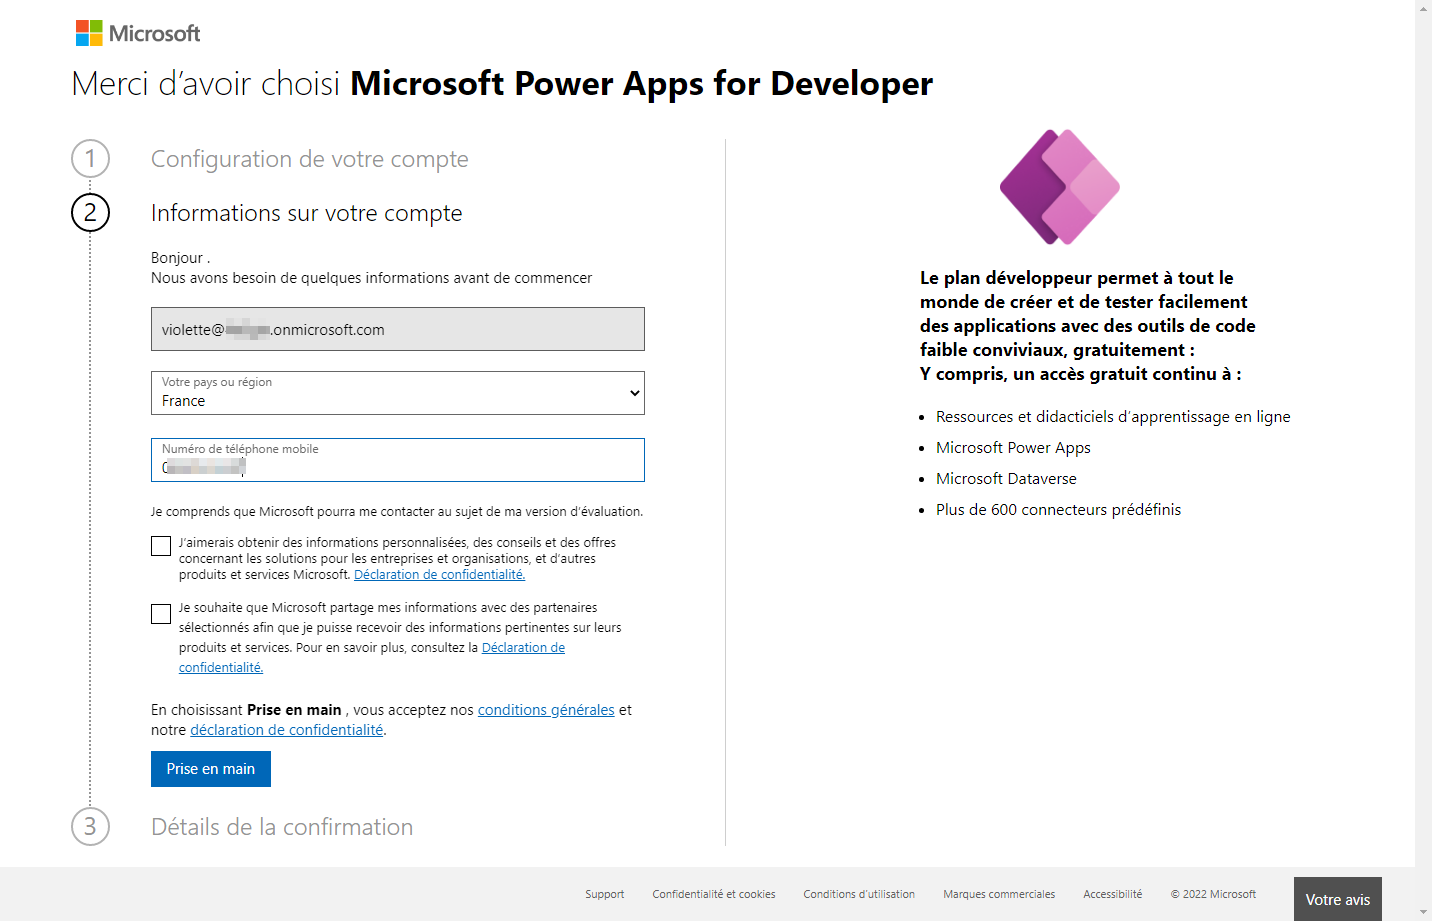 Microsoft
Merci d'avoir choisi Microsoft Power Apps for Developer
1
Configuration de votre compte
2
Informations sur votre compte
Bonjour .
Nous avons besoin de quelques informations avant de commencer
violette@ .onmicrosoft.com
Votre pays ou région
France
Numéro de téléphone mobile
Je comprends que Microsoft pourra me contacter au sujet de ma version d'évaluation.
J'aimerais obtenir des informations personnalisées, des conseils et des offres
concernant les solutions pour les entreprises et organisations, et d'autres
produits et services Microsoft. Déclaration de confidentialité.
Je souhaite que Microsoft partage mes informations avec des partenaires
sélectionnés afin que je puisse recevoir des informations pertinentes sur leurs
produits et services. Pour en savoir plus, consultez la Déclaration de
confidentialité.
En choisissant Prise en main , vous acceptez nos conditions générales et
notre déclaration de confidentialité.
Prise en main
3
Détails de la confirmation
Le plan développeur permet à tout le
monde de créer et de tester facilement
des applications avec des outils de code
faible conviviaux, gratuitement :
Y compris, un accès gratuit continu à :
Ressources et didacticiels d'apprentissage en ligne
Microsoft Power Apps
Microsoft Dataverse
Plus de 600 connecteurs prédéfinis
Support
Confidentialité et cookies
Conditions d'utilisation
Marques commerciales
Accessibilité
© 2022 Microsoft
Votre avis